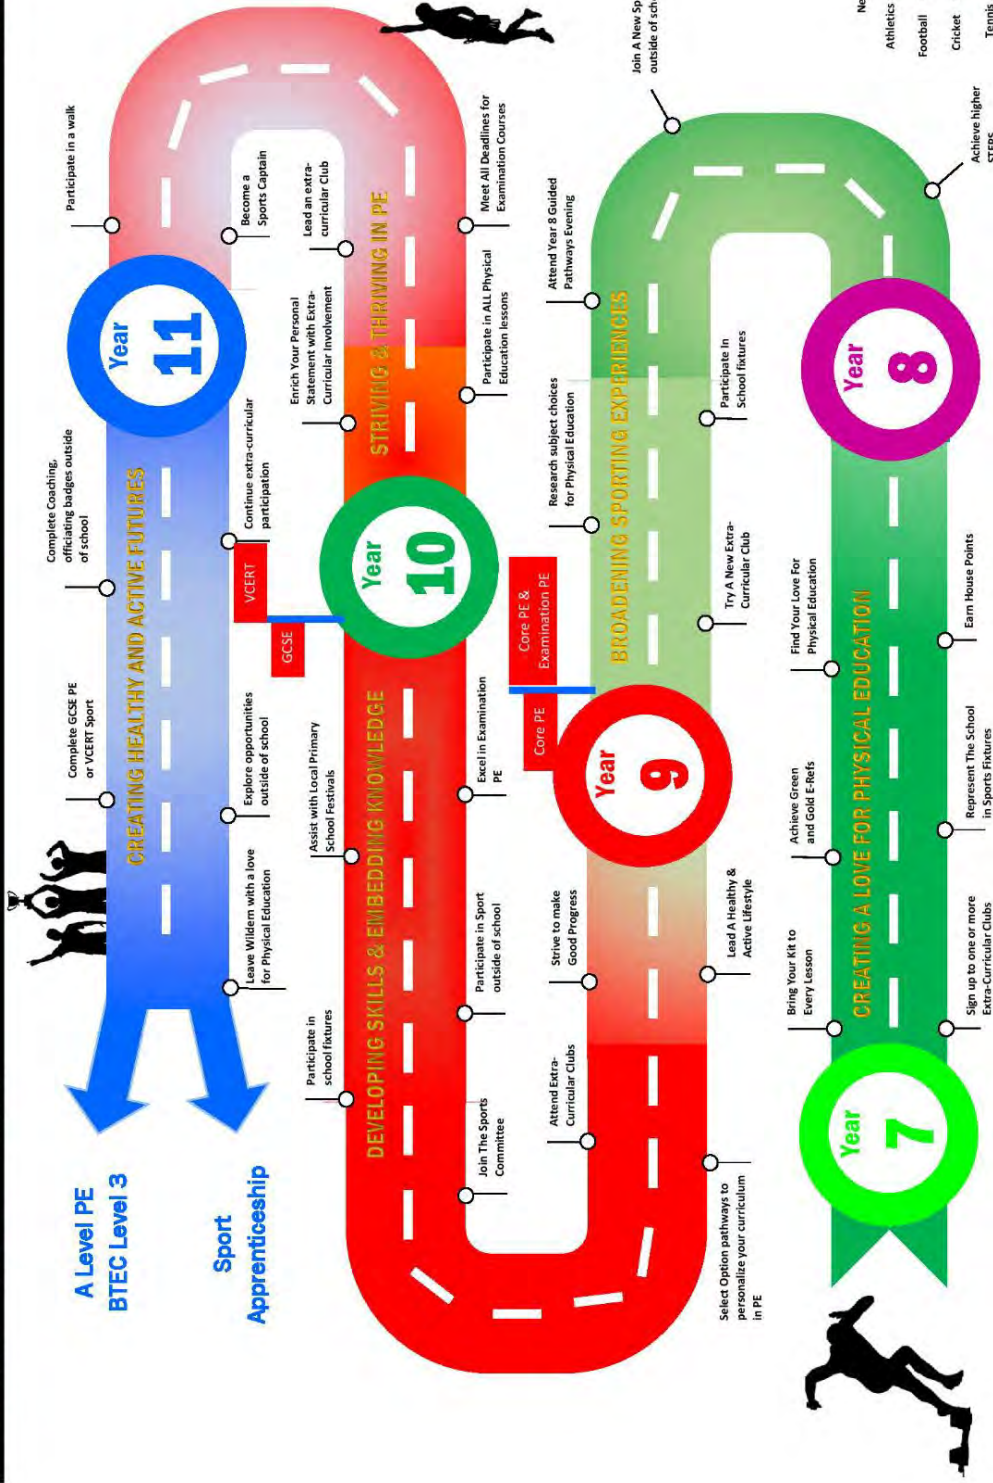 A Level PE
BTEC Level 3
Sport
Apprenticeship
Leave Wildern with a love
for Physical Education
Explore opportunities
outside of school
Complete GCSE PE
or VCERT Sport
CREATING HEALTHY AND ACTIVE FUTURES
Complete Coaching,
officiating badges outside
of school
Continue extra-curricular
participation
Year
11
Participate in a walk
Become a
Sports Captain
Lead an extra-
curricular Club
Enrich Your Personal
Statement with Extra-
Curricular Involvement
STRIVING & THRIVING IN PE
Meet All Deadlines for
Examination Courses
Participate in ALL Physical
Education lessons
VCERT
GCSE
Year
10
Assist with Local Primary
School Festivals
Participate in
school fixtures
DEVELOPING SKILLS & EMBEDDING KNOWLEDGE
Excel in Examination
PE
Participate in Sport
outside of school
Join The Sports
Committee
Attend Extra-
Curricular Clubs
Strive to make
Good Progress
Select Option pathways to
personalize your curriculum
in PE
Lead A Healthy &
Active Lifestyle
Core PE
Core PE &
Examination PE
Year
9
Research subject choices
for Physical Education
Attend Year 8 Guided
Pathways Evening
BROADENING SPORTING EXPERIENCES
Try A New Extra-
Curricular Club
Participate In
School fixtures
Join A New Sp
outside of sch
Achieve higher
STEPS
Ne
Athletics
Football
Cricket
Tennis
Year
8
Find Your Love For
Physical Education
Achieve Green
and Gold E-Refs
Bring Your Kit to
Every Lesson
CREATING A LOVE FOR PHYSICAL EDUCATION
Earn House Points
Represent The School
in Sports Fixtures
Sign up to one or more
Extra-Curricular Clubs
Year
7